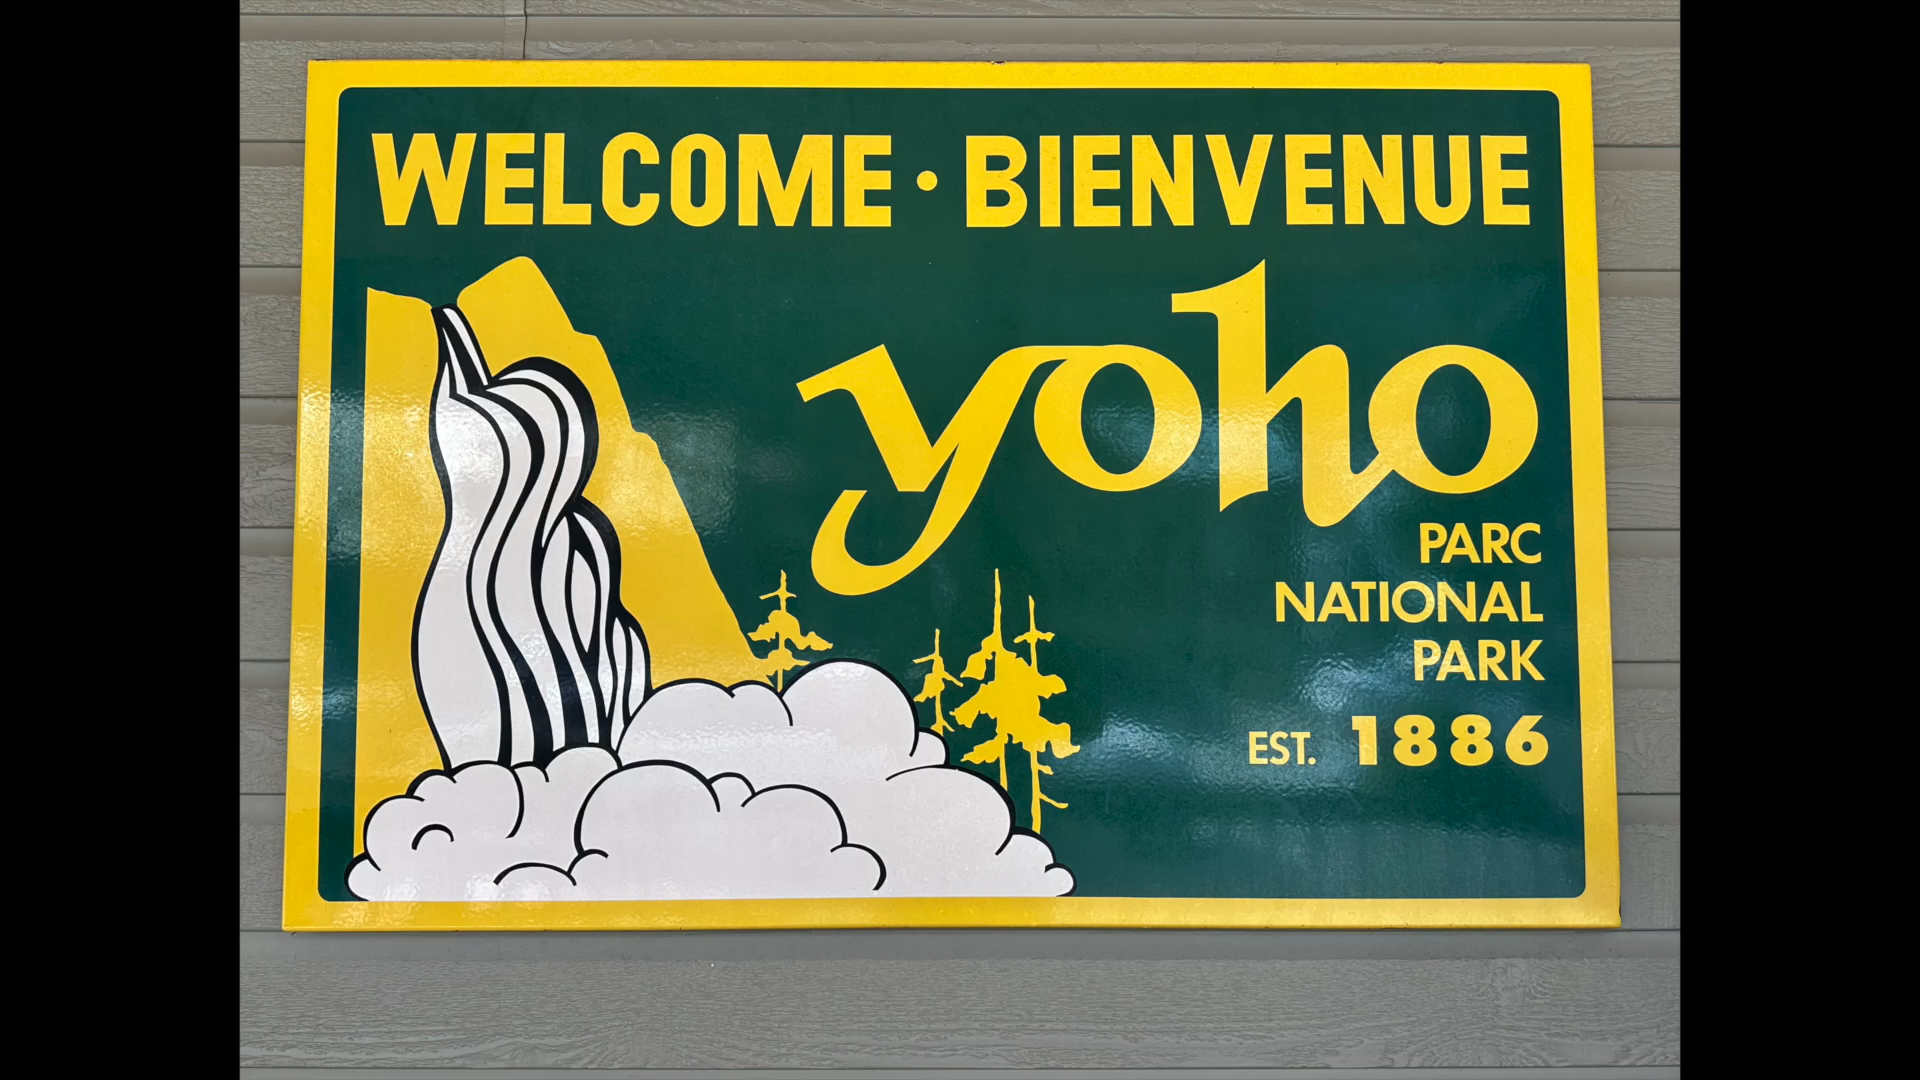 WELCOME • BIENVENUE
yoho
PARC
NATIONAL
PARK
EST. 1886